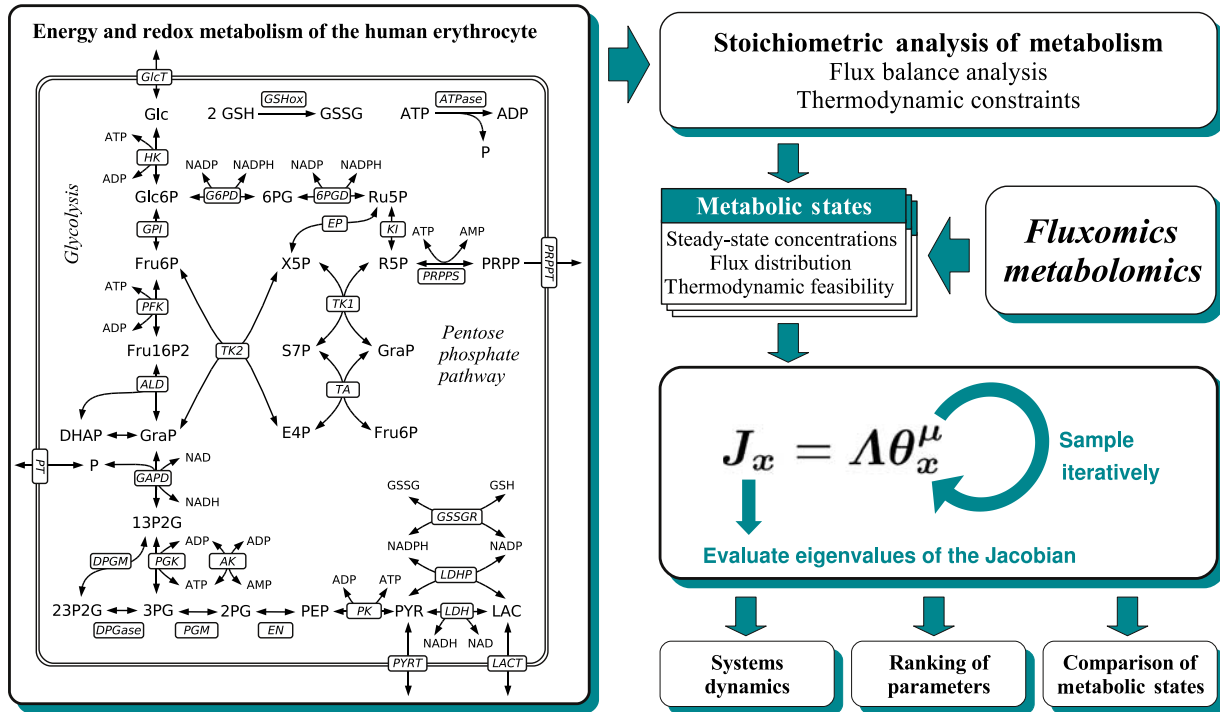 Energy and redox metabolism of the human erythrocyte
GlcT
Glc
2 GSH
GSHox
GSSG
ATP
ATPase
ADP
P
ATP
HK
ADP
Glycolysis
Glc6P
NADP
NADPH
G6PD
6PG
NADP
NADPH
6PGD
Ru5P
GPI
EP
KI
ATP
AMP
Fru6P
X5P
R5P
PRPPS
PRPP
PRPPT
ATP
PFK
ADP
TK1
Fru16P2
TK2
S7P
GraP
Pentose
phosphate
pathway
ALD
TA
DHAP
GraP
E4P
Fru6P
PT
P
NAD
GAPD
NADH
13P2G
GSSG
GSH
GSSGR
NADPH
NADP
DPGM
PGK
ADP
ATP
AK
ADP
AMP
LDHP
ADP
ATP
23P2G
3PG
2PG
PEP
PK
PYR
LDH
LAC
DPGase
PGM
EN
NADH
NAD
PYRT
LACT
Stoichiometric analysis of metabolism
Flux balance analysis
Thermodynamic constraints
Metabolic states
Steady-state concentrations
Flux distribution
Thermodynamic feasibility
Fluxomics
metabolomics
J_x = Λθ_x^μ
Sample
iteratively
Evaluate eigenvalues of the Jacobian
Systems
dynamics
Ranking of
parameters
Comparison of
metabolic states